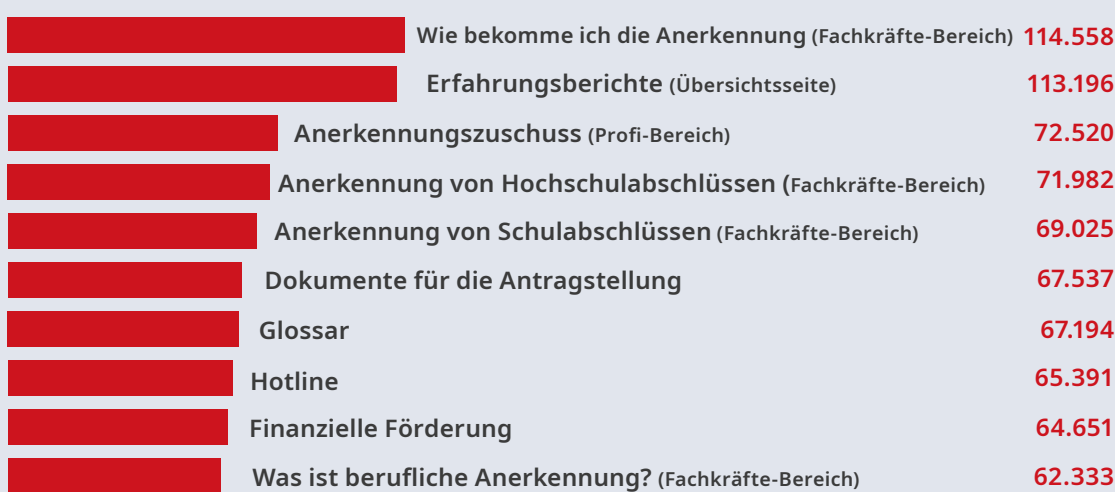 Wie bekomme ich die Anerkennung (Fachkräfte-Bereich) 114.558
Erfahrungsberichte (Übersichtsseite) 113.196
Anerkennungszuschuss (Profi-Bereich) 72.520
Anerkennung von Hochschulabschlüssen (Fachkräfte-Bereich) 71.982
Anerkennung von Schulabschlüssen (Fachkräfte-Bereich) 69.025
Dokumente für die Antragstellung 67.537
Glossar 67.194
Hotline 65.391
Finanzielle Förderung 64.651
Was ist berufliche Anerkennung? (Fachkräfte-Bereich) 62.333